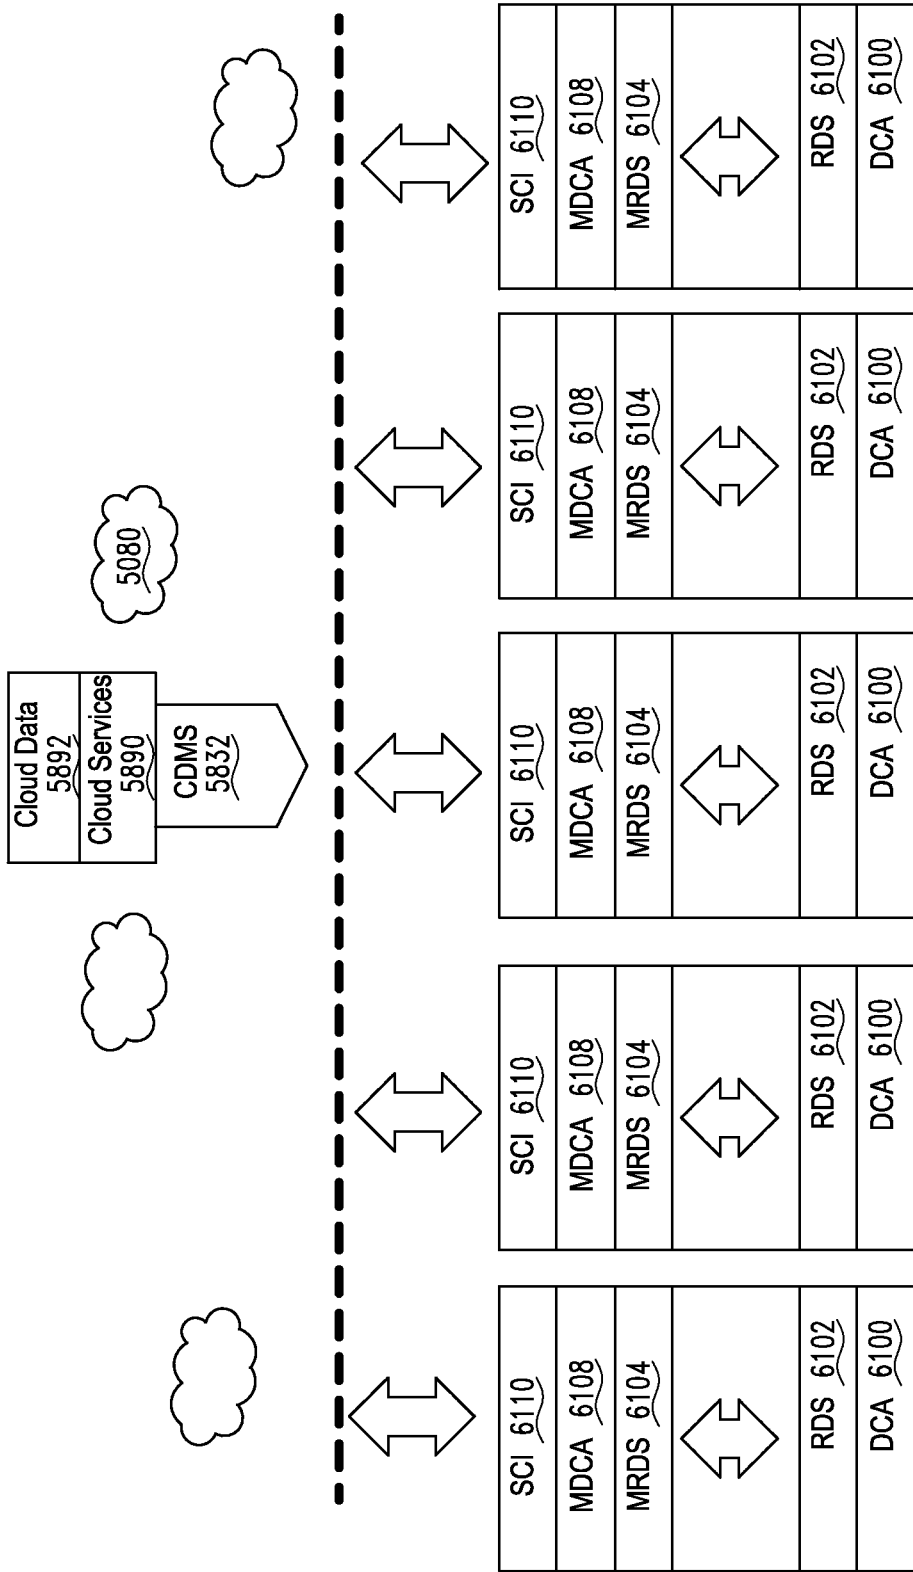 Cloud Data
5892
Cloud Services
5890
CDMS
5832
5080
SCI 6110
MDCA 6108
MRDS 6104
RDS 6102
DCA 6100
SCI 6110
MDCA 6108
MRDS 6104
RDS 6102
DCA 6100
SCI 6110
MDCA 6108
MRDS 6104
RDS 6102
DCA 6100
SCI 6110
MDCA 6108
MRDS 6104
RDS 6102
DCA 6100
SCI 6110
MDCA 6108
MRDS 6104
RDS 6102
DCA 6100